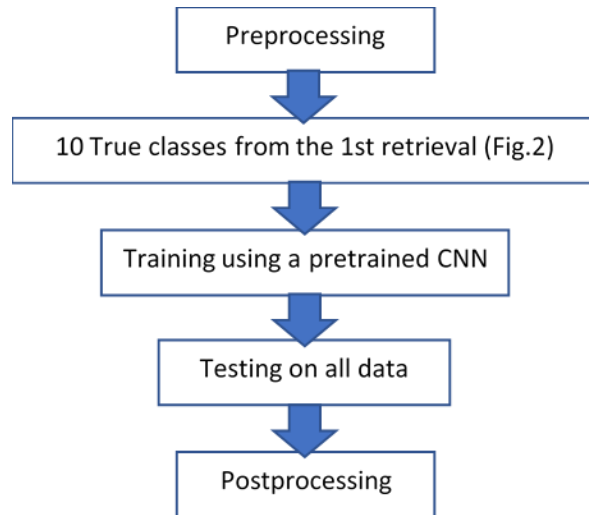 Preprocessing
10 True classes from the 1st retrieval (Fig.2)
Training using a pretrained CNN
Testing on all data
Postprocessing